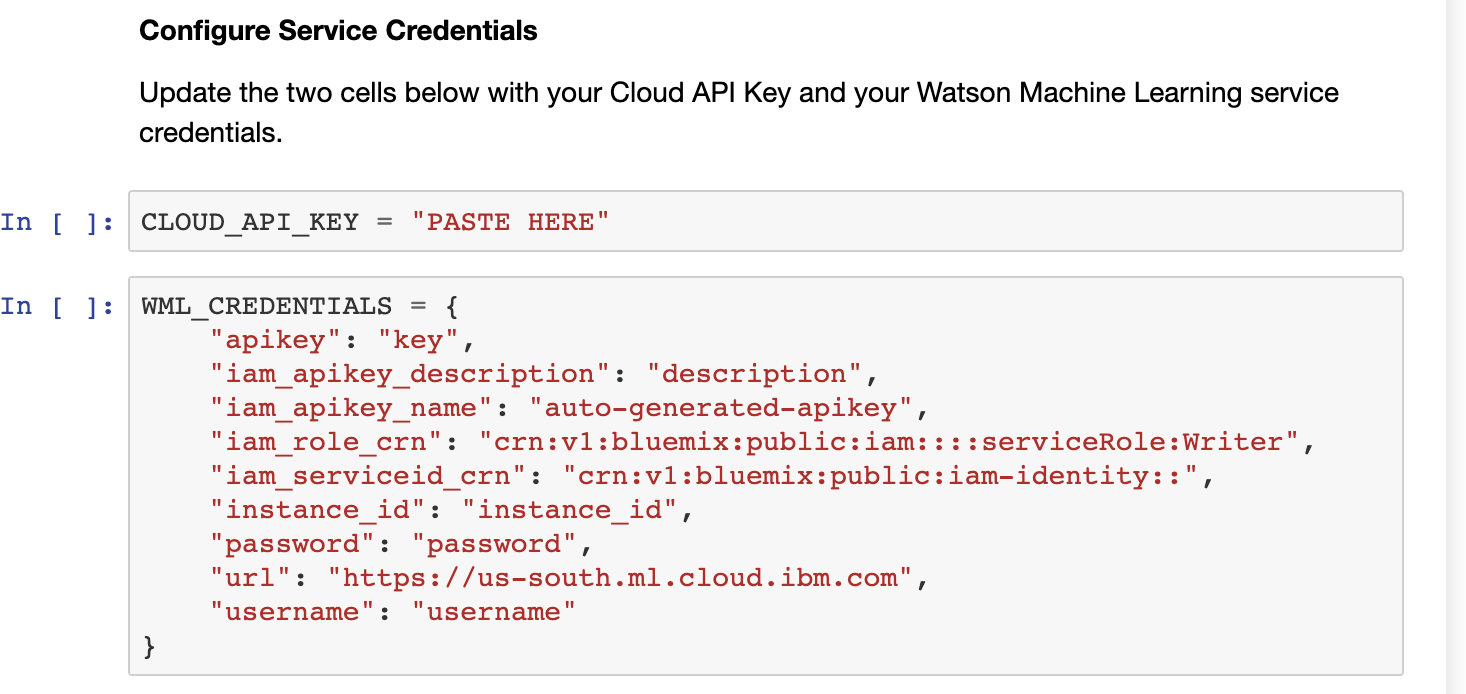 Configure Service Credentials
Update the two cells below with your Cloud API Key and your Watson Machine Learning service
credentials.
In [ ]: CLOUD_API_KEY = "PASTE HERE"
In [ ]: WML_CREDENTIALS = {
    "apikey": "key",
    "iam_apikey_description": "description",
    "iam_apikey_name": "auto-generated-apikey",
    "iam_role_crn": "crn:v1:bluemix:public:iam::::serviceRole:Writer",
    "iam_serviceid_crn": "crn:v1:bluemix:public:iam-identity::",
    "instance_id": "instance_id",
    "password": "password",
    "url": "https://us-south.ml.cloud.ibm.com",
    "username": "username"
}